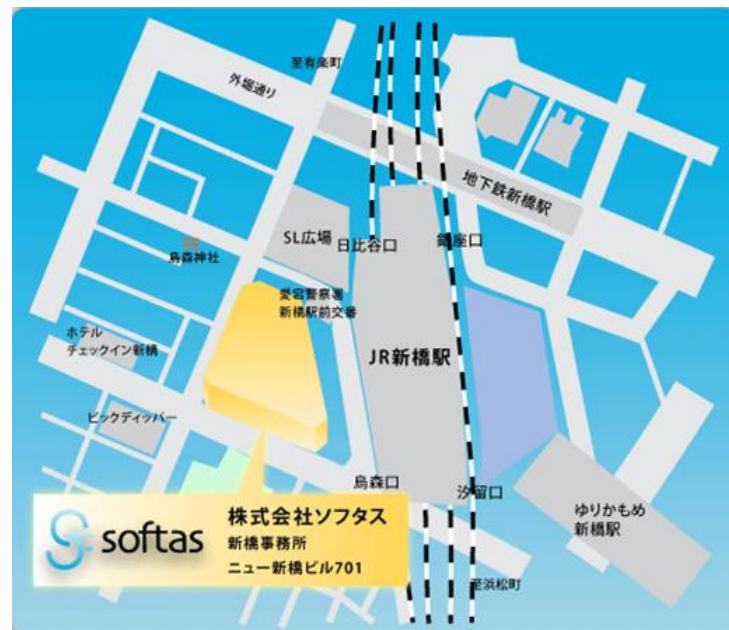 至有楽町
外堀通り
地下鉄新橋駅
SL広場
日比谷口
銀座口
烏森神社
愛宕警察署
新橋駅前交番
ホテル
チェックイン新橋
JR新橋駅
ビックディッパー
烏森口
汐留口
ゆりかもめ
新橋駅
softas
株式会社ソフタス
新橋事務所
ニュー新橋ビル701
至浜松町